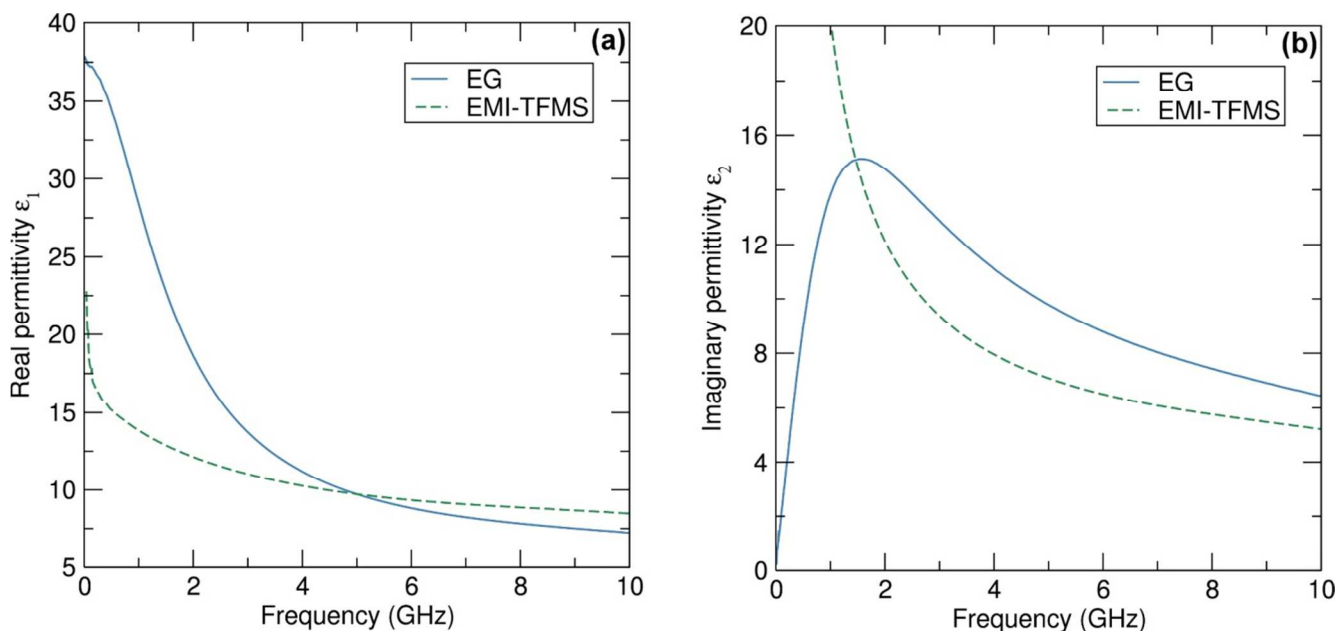 (a)
EG
EMI-TFMS
Real permittivity ε1
40
35
30
25
20
15
10
5
0 2 4 6 8 10
Frequency (GHz)
(b)
EG
EMI-TFMS
Imaginary permittivity ε2
20
16
12
8
4
0
0 2 4 6 8 10
Frequency (GHz)